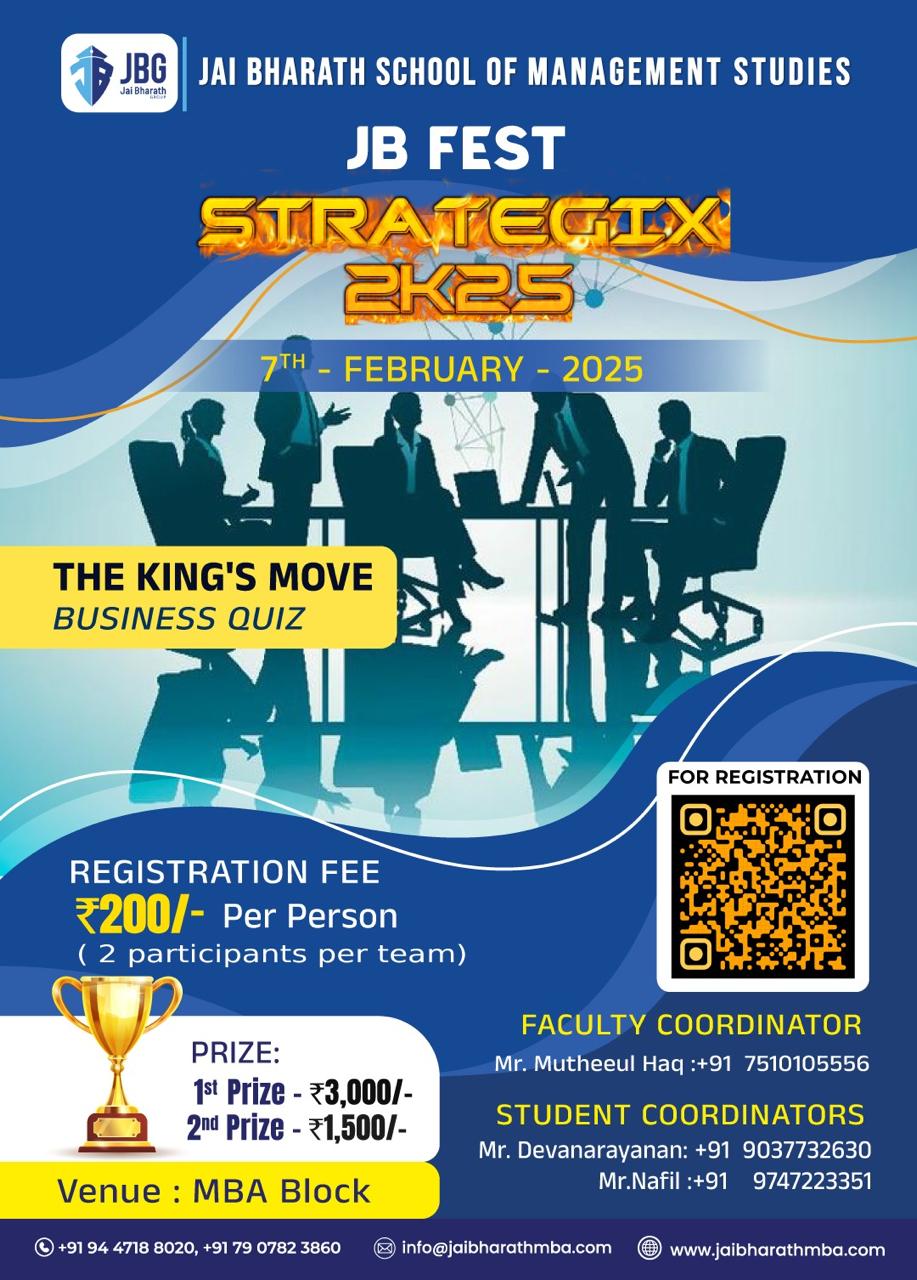 JBG
Jai Bharath
GROUP
JAI BHARATH SCHOOL OF MANAGEMENT STUDIES
JB FEST
STRATEGIX
2K25
7TH - FEBRUARY - 2025
THE KING'S MOVE
BUSINESS QUIZ
FOR REGISTRATION
REGISTRATION FEE
₹200/- Per Person
( 2 participants per team)
PRIZE:
1st Prize - ₹3,000/-
2nd Prize - ₹1,500/-
Venue : MBA Block
FACULTY COORDINATOR
Mr. Mutheeul Haq :+91 7510105556
STUDENT COORDINATORS
Mr. Devanarayanan: +91 9037732630
Mr.Nafil :+91 9747223351
+91 94 4718 8020, +91 79 0782 3860
info@jaibharathmba.com
www.jaibharathmba.com